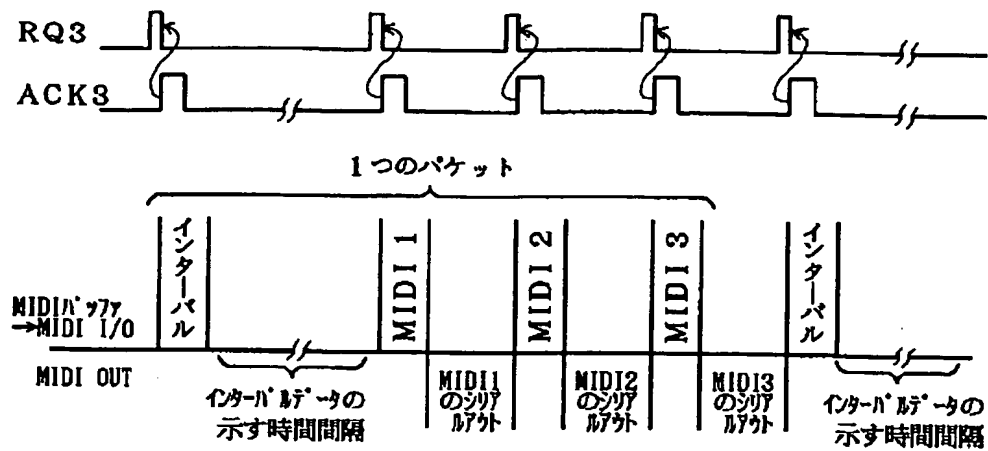 RQ3
ACK3
1つのパケット
インターバル
MIDI 1
MIDI 2
MIDI 3
インターバル
MIDIバッファ
→MIDI I/O
MIDI OUT
インターバルデータの
示す時間間隔
MIDI1
のシリア
ルアウト
MIDI2
のシリア
ルアウト
MIDI3
のシリア
ルアウト
インターバルデータの
示す時間間隔